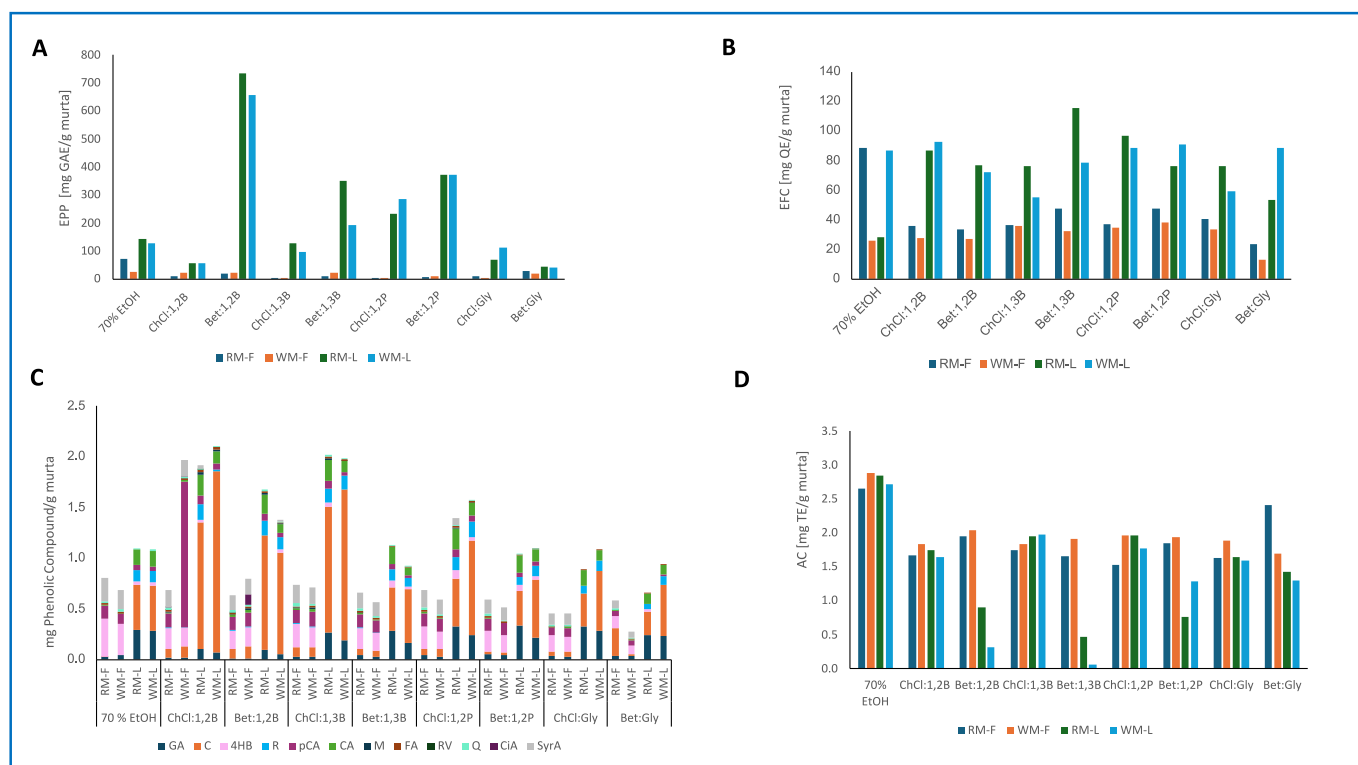 A
EPP [mg GAE/g murta]
800
700
600
500
400
300
200
100
0
70% EtOH
ChCl:1,2B
Bet:1,2B
ChCl:1,3B
Bet:1,3B
ChCl:1,2P
Bet:1,2P
ChCl:Gly
Bet:Gly
RM-F WM-F RM-L WM-L
B
EFC [mg QE/g murta]
140
120
100
80
60
40
20
0
70% EtOH
ChCl:1,2B
Bet:1,2B
ChCl:1,3B
Bet:1,3B
ChCl:1,2P
Bet:1,2P
ChCl:Gly
Bet:Gly
RM-F WM-F RM-L WM-L
C
mg Phenolic Compound/g murta
2.5
2.0
1.5
1.0
0.5
0.0
RM-F WM-F RM-L WM-L RM-F WM-F RM-L WM-L RM-F WM-F RM-L WM-L RM-F WM-F RM-L WM-L RM-F WM-F RM-L WM-L RM-F WM-F RM-L WM-L RM-F WM-F RM-L WM-L RM-F WM-F RM-L WM-L RM-F WM-F RM-L WM-L
70 % EtOH ChCl:1,2B Bet:1,2B ChCl:1,3B Bet:1,3B ChCl:1,2P Bet:1,2P ChCl:Gly Bet:Gly
GA C 4HB R pCA CA M FA RV Q CiA SyrA
D
AC [mg TE/g murta]
3.5
3.0
2.5
2.0
1.5
1.0
0.5
0.0
70% ChCl:1,2B Bet:1,2B ChCl:1,3B Bet:1,3B ChCl:1,2P Bet:1,2P ChCl:Gly Bet:Gly
EtOH
RM-F WM-F RM-L WM-L